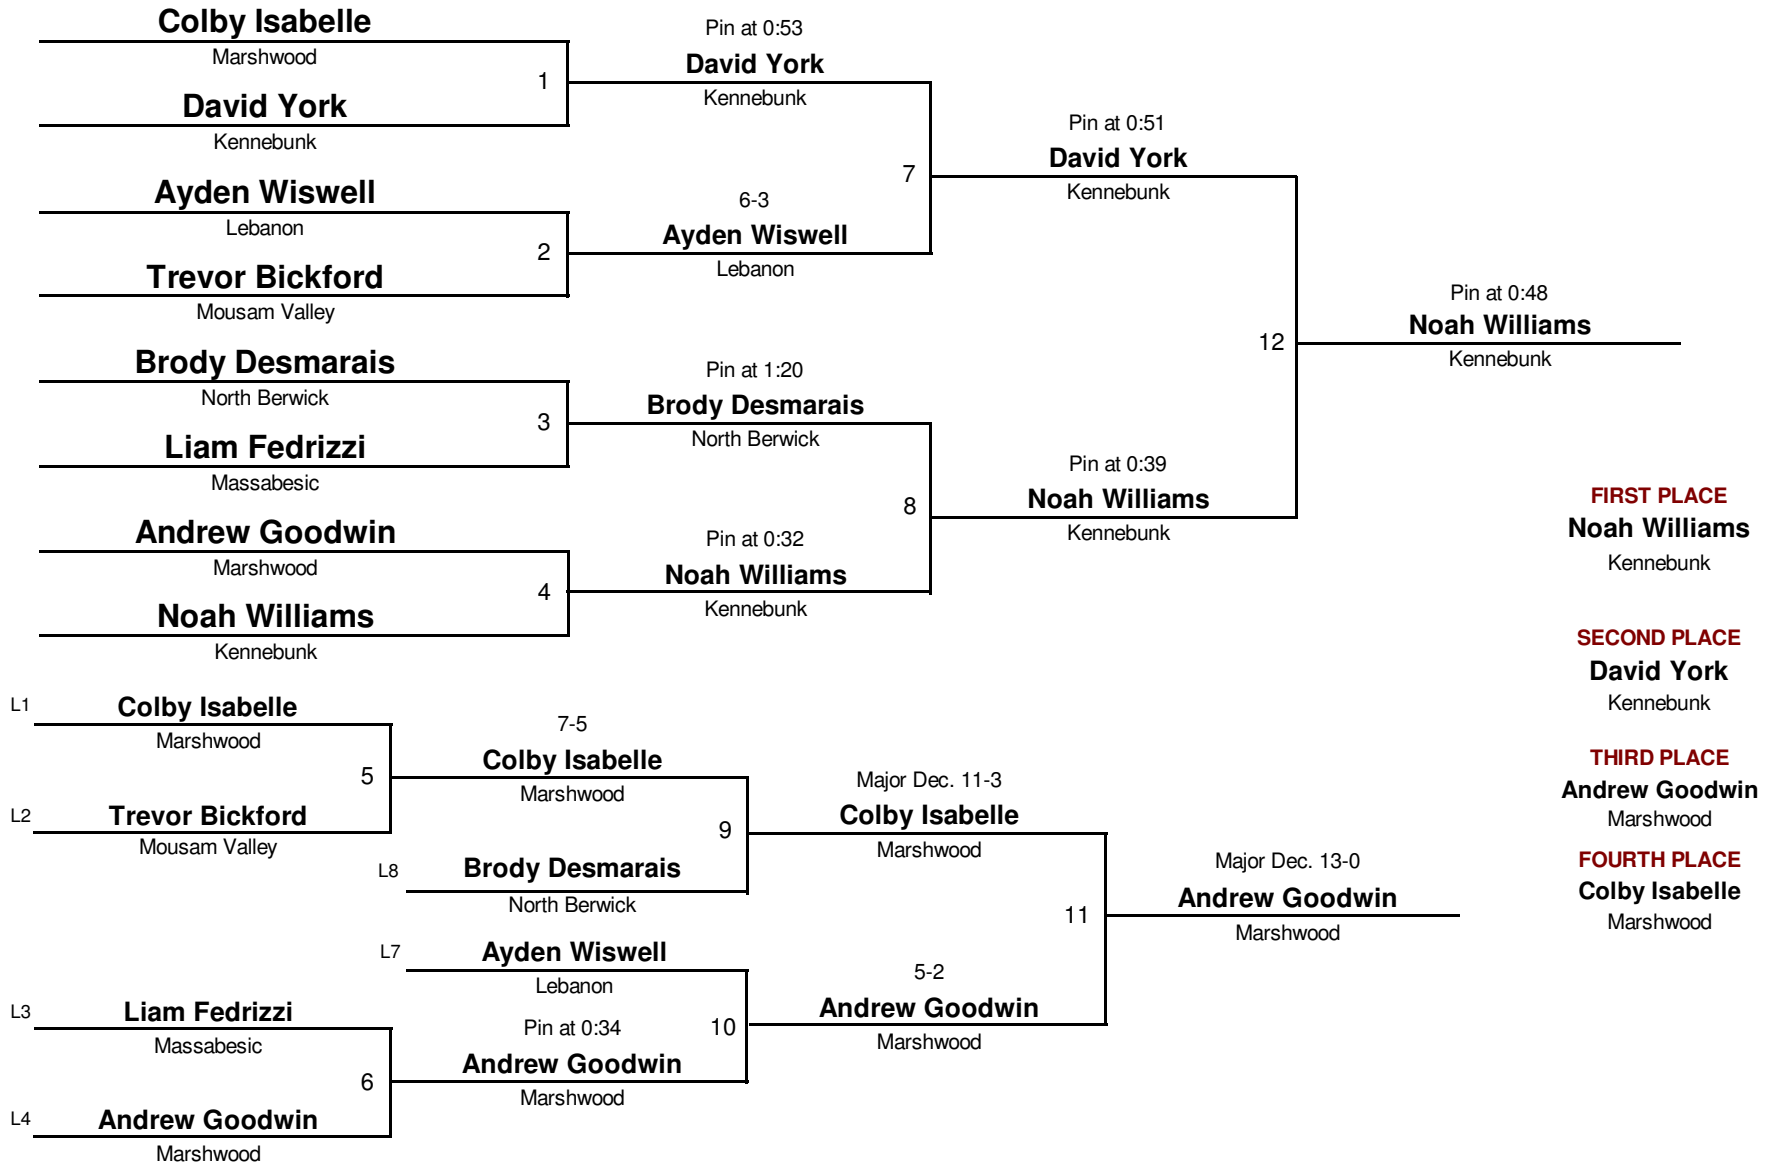 Colby Isabelle
Marshwood
1
David York
Kennebunk
Ayden Wiswell
Lebanon
2
Trevor Bickford
Mousam Valley
Brody Desmarais
North Berwick
3
Liam Fedrizzi
Massabesic
Andrew Goodwin
Marshwood
4
Noah Williams
Kennebunk
Pin at 0:53
David York
Kennebunk
7
6-3
Ayden Wiswell
Lebanon
Pin at 1:20
Brody Desmarais
North Berwick
8
Pin at 0:32
Noah Williams
Kennebunk
Pin at 0:51
David York
Kennebunk
12
Pin at 0:39
Noah Williams
Kennebunk
Pin at 0:48
Noah Williams
Kennebunk
L1
Colby Isabelle
Marshwood
5
L2
Trevor Bickford
Mousam Valley
L3
Liam Fedrizzi
Massabesic
6
L4
Andrew Goodwin
Marshwood
7-5
Colby Isabelle
Marshwood
9
L8
Brody Desmarais
North Berwick
L7
Ayden Wiswell
Lebanon
10
Pin at 0:34
Andrew Goodwin
Marshwood
Major Dec. 11-3
Colby Isabelle
Marshwood
11
5-2
Andrew Goodwin
Marshwood
Major Dec. 13-0
Andrew Goodwin
Marshwood
FIRST PLACE
Noah Williams
Kennebunk
SECOND PLACE
David York
Kennebunk
THIRD PLACE
Andrew Goodwin
Marshwood
FOURTH PLACE
Colby Isabelle
Marshwood